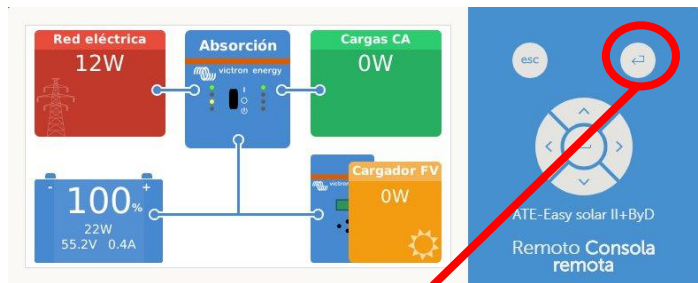 Red eléctrica
12W
Absorción
victron energy
Cargas CA
0W
100%
- +
22W
55.2V 0.4A
victron
Cargador FV
0W
esc
ATE-Easy solar II+ByD
Remoto Consola
remota